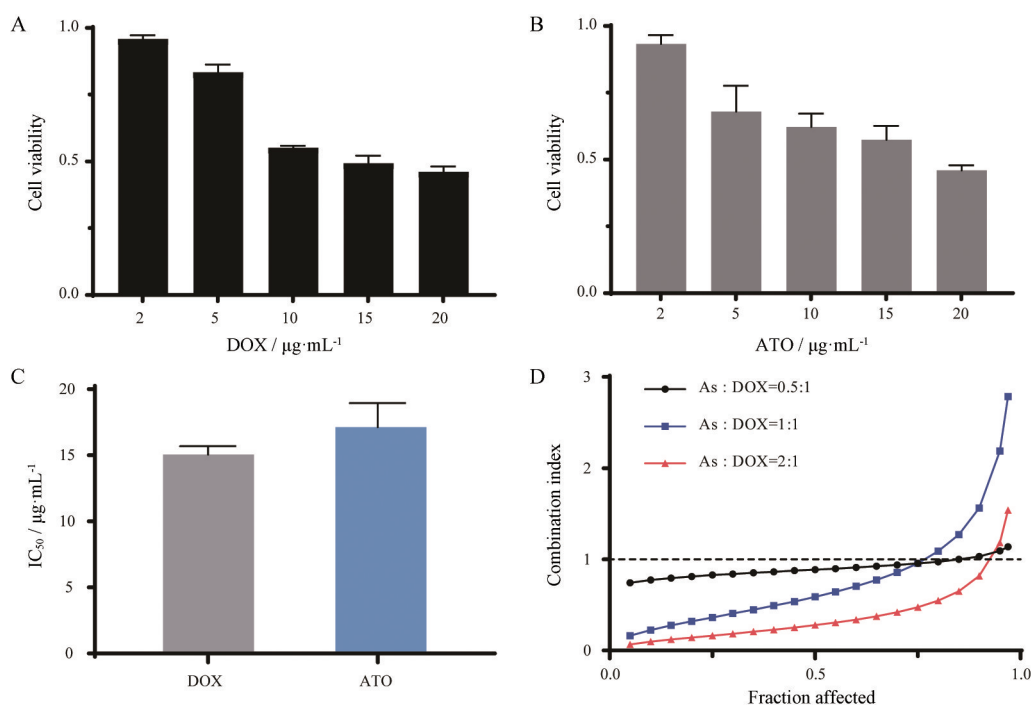 A
1.0
0.5
0.0
Cell viability
2 5 10 15 20
DOX / μg·mL⁻¹
B
1.0
0.5
0.0
Cell viability
2 5 10 15 20
ATO / μg·mL⁻¹
C
20
15
10
5
0
IC₅₀ / μg·mL⁻¹
DOX ATO
D
3
2
1
0
Combination index
As : DOX=0.5:1
As : DOX=1:1
As : DOX=2:1
0.0 0.5 1.0
Fraction affected